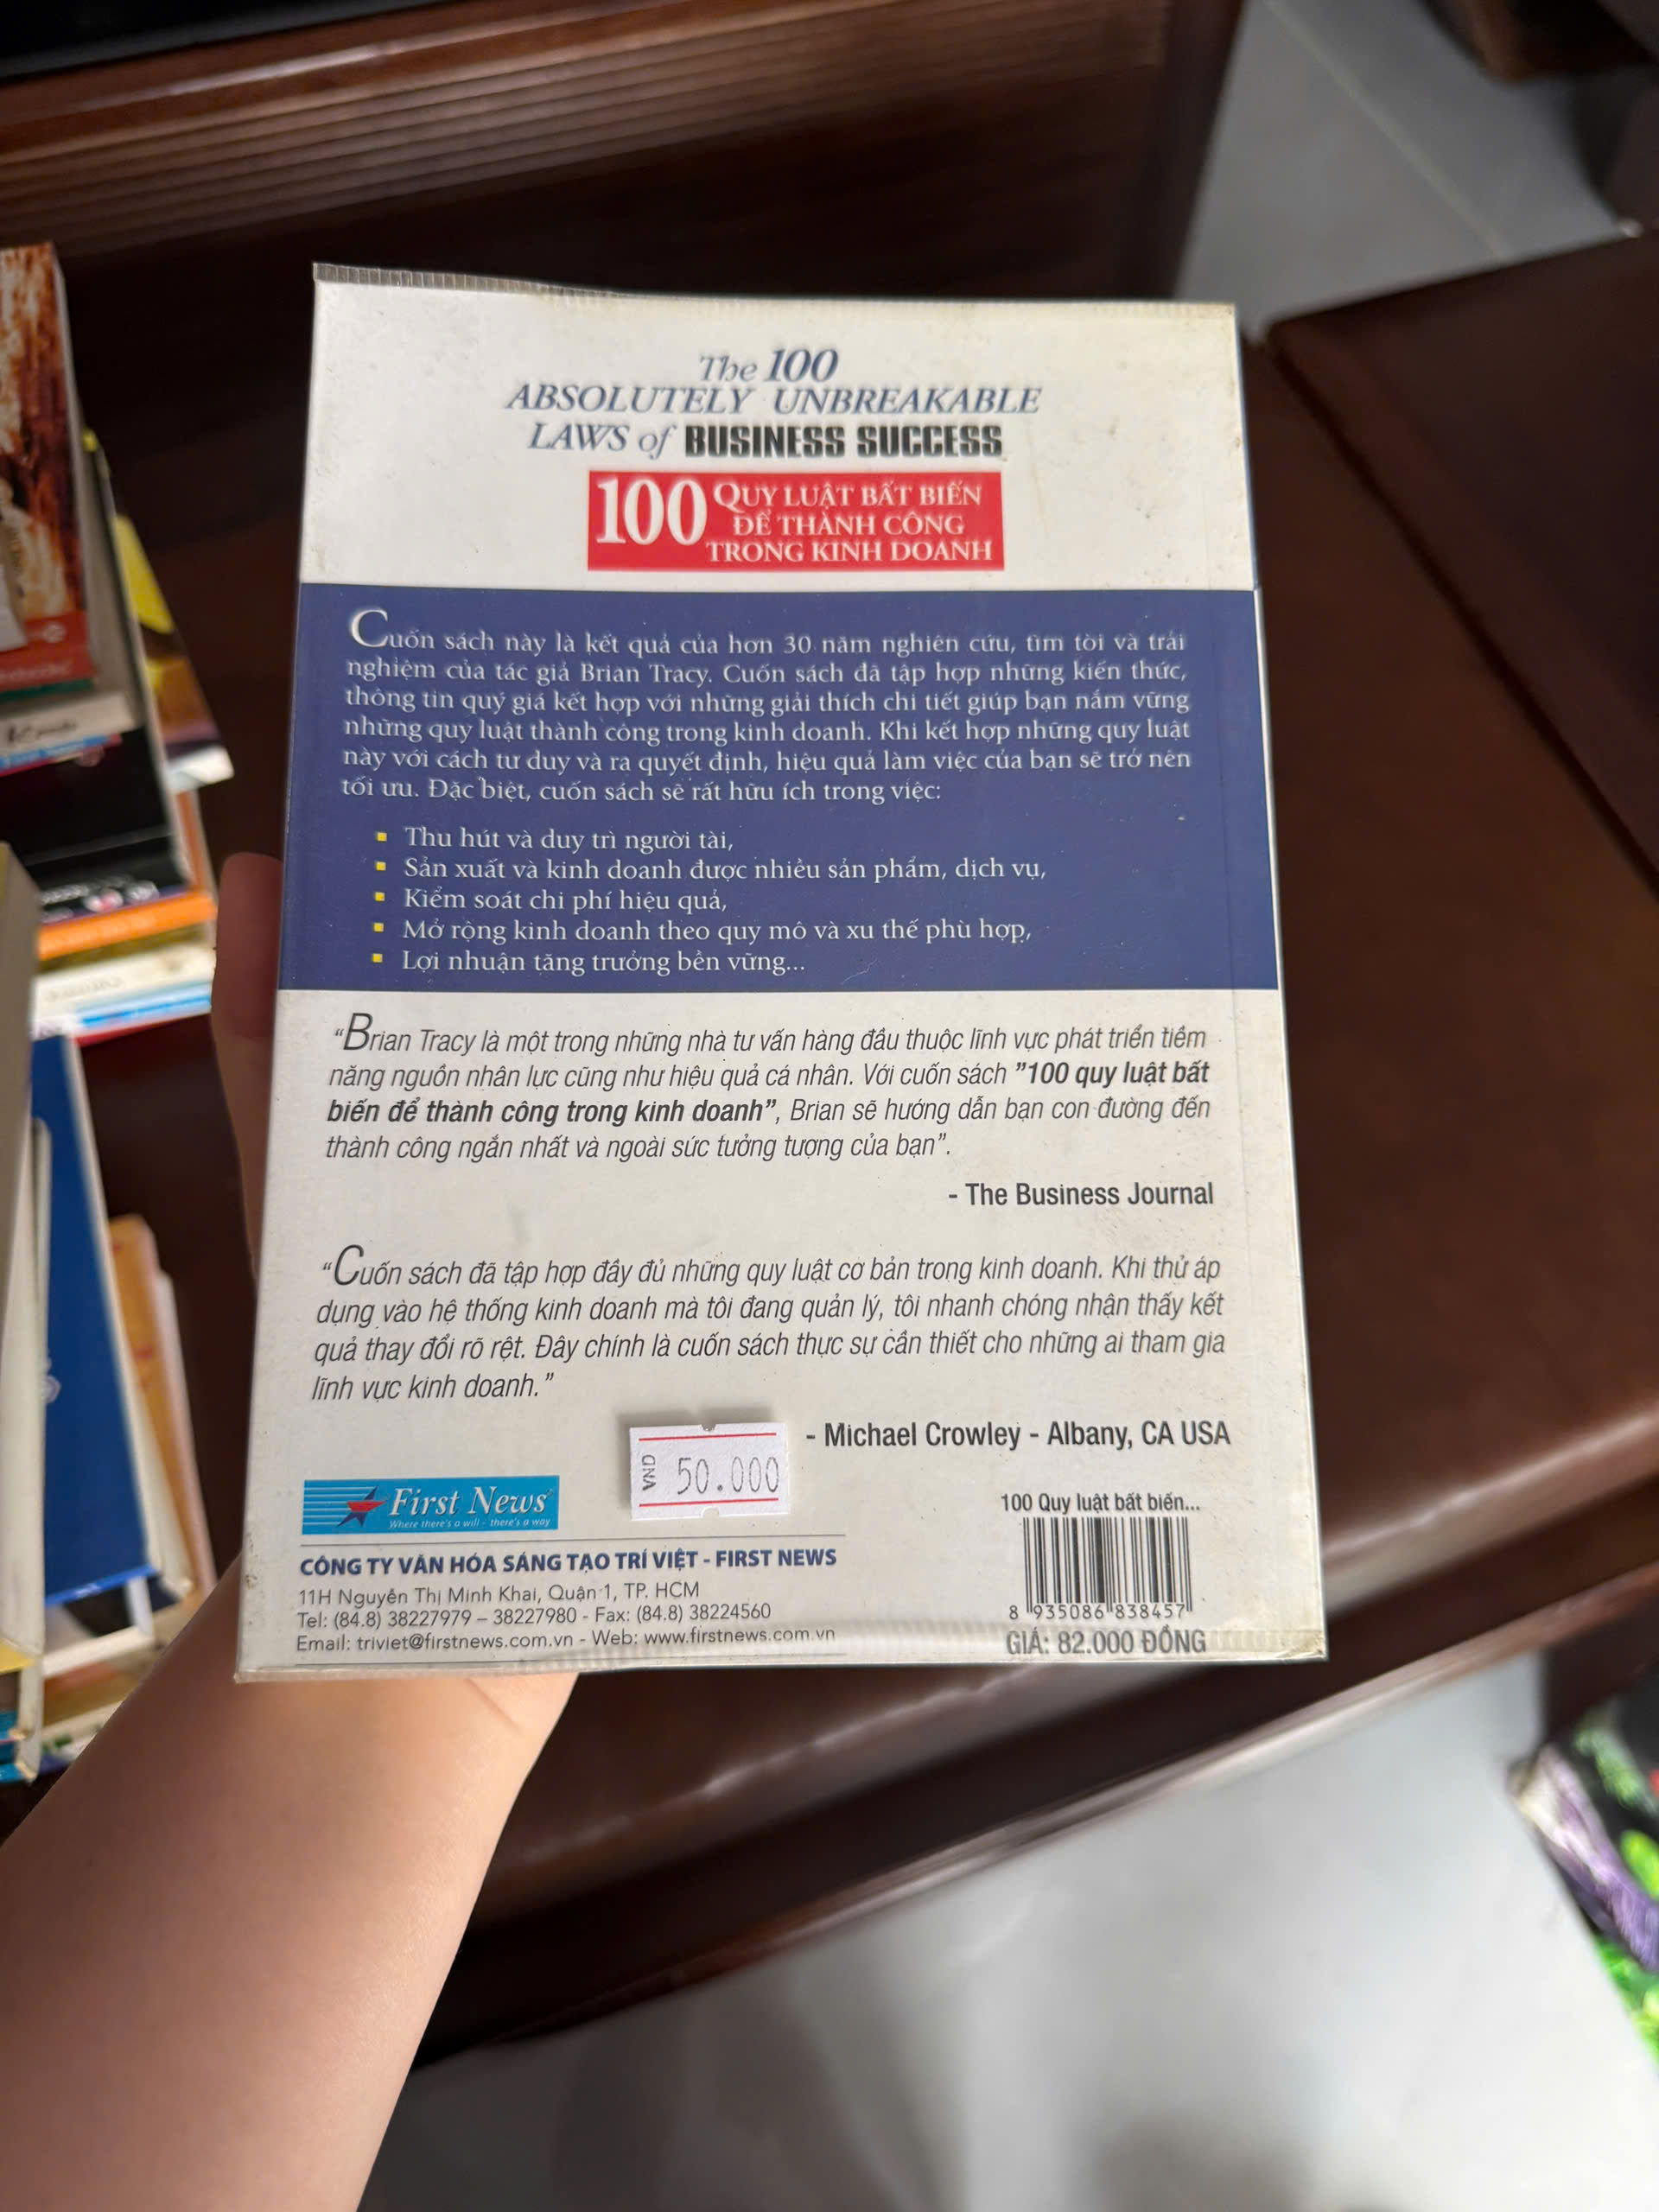 The 100
ABSOLUTELY UNBREAKABLE
LAWS of BUSINESS SUCCESS
100 QUY LUẬT BẤT BIẾN
ĐỂ THÀNH CÔNG
TRONG KINH DOANH
Cuốn sách này là kết quả của hơn 30 năm nghiên cứu, tìm tòi và trải
nghiệm của tác giả Brian Tracy. Cuốn sách đã tập hợp những kiến thức,
thông tin quý giá kết hợp với những giải thích chi tiết giúp bạn nắm vững
những quy luật thành công trong kinh doanh. Khi kết hợp những quy luật
này với cách tư duy và ra quyết định, hiệu quả làm việc của bạn sẽ trở nên
tối ưu. Đặc biệt, cuốn sách sẽ rất hữu ích trong việc:
▪ Thu hút và duy trì người tài,
▪ Sản xuất và kinh doanh được nhiều sản phẩm, dịch vụ,
▪ Kiểm soát chi phí hiệu quả,
▪ Mở rộng kinh doanh theo quy mô và xu thế phù hợp,
▪ Lợi nhuận tăng trưởng bền vững...
“Brian Tracy là một trong những nhà tư vấn hàng đầu thuộc lĩnh vực phát triển tiềm
năng nguồn nhân lực cũng như hiệu quả cá nhân. Với cuốn sách ”100 quy luật bất
biến để thành công trong kinh doanh”, Brian sẽ hướng dẫn bạn con đường đến
thành công ngắn nhất và ngoài sức tưởng tượng của bạn”.
- The Business Journal
“Cuốn sách đã tập hợp đầy đủ những quy luật cơ bản trong kinh doanh. Khi thử áp
dụng vào hệ thống kinh doanh mà tôi đang quản lý, tôi nhanh chóng nhận thấy kết
quả thay đổi rõ rệt. Đây chính là cuốn sách thực sự cần thiết cho những ai tham gia
lĩnh vực kinh doanh.”
- Michael Crowley - Albany, CA USA
VND 50.000
First News
Where there's a will - there's a way
CÔNG TY VĂN HÓA SÁNG TẠO TRÍ VIỆT - FIRST NEWS
11H Nguyễn Thị Minh Khai, Quận 1, TP. HCM
Tel: (84.8) 38227979 – 38227980 - Fax: (84.8) 38224560
Email: triviet@firstnews.com.vn - Web: www.firstnews.com.vn
100 Quy luật bất biến...
8 935086 838457
GIÁ: 82.000 ĐỒNG